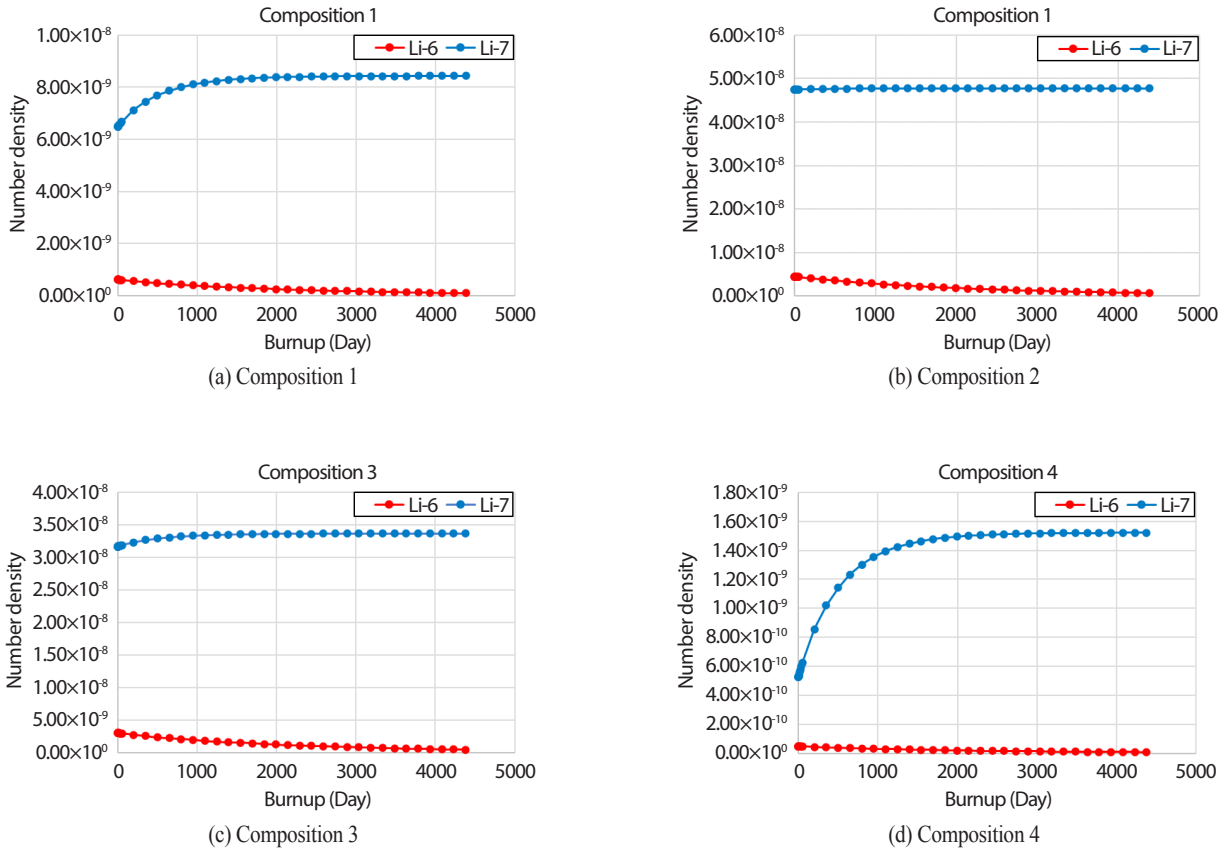 Composition 1
1.00×10⁻⁸
8.00×10⁻⁹
6.00×10⁻⁹
4.00×10⁻⁹
2.00×10⁻⁹
0.00×10⁰
Number density
Li-6 Li-7
0 1000 2000 3000 4000 5000
Burnup (Day)
(a) Composition 1
Composition 1
6.00×10⁻⁸
5.00×10⁻⁸
4.00×10⁻⁸
3.00×10⁻⁸
2.00×10⁻⁸
1.00×10⁻⁸
0.00×10⁰
Number density
Li-6 Li-7
0 1000 2000 3000 4000 5000
Burnup (Day)
(b) Composition 2
Composition 3
4.00×10⁻⁸
3.50×10⁻⁸
3.00×10⁻⁸
2.50×10⁻⁸
2.00×10⁻⁸
1.50×10⁻⁸
1.00×10⁻⁸
5.00×10⁻⁹
0.00×10⁰
Number density
Li-6 Li-7
0 1000 2000 3000 4000 5000
Burnup (Day)
(c) Composition 3
Composition 4
1.80×10⁻⁹
1.60×10⁻⁹
1.40×10⁻⁹
1.20×10⁻⁹
1.00×10⁻⁹
8.00×10⁻¹⁰
6.00×10⁻¹⁰
4.00×10⁻¹⁰
2.00×10⁻¹⁰
0.00×10⁰
Number density
Li-6 Li-7
0 1000 2000 3000 4000 5000
Burnup (Day)
(d) Composition 4